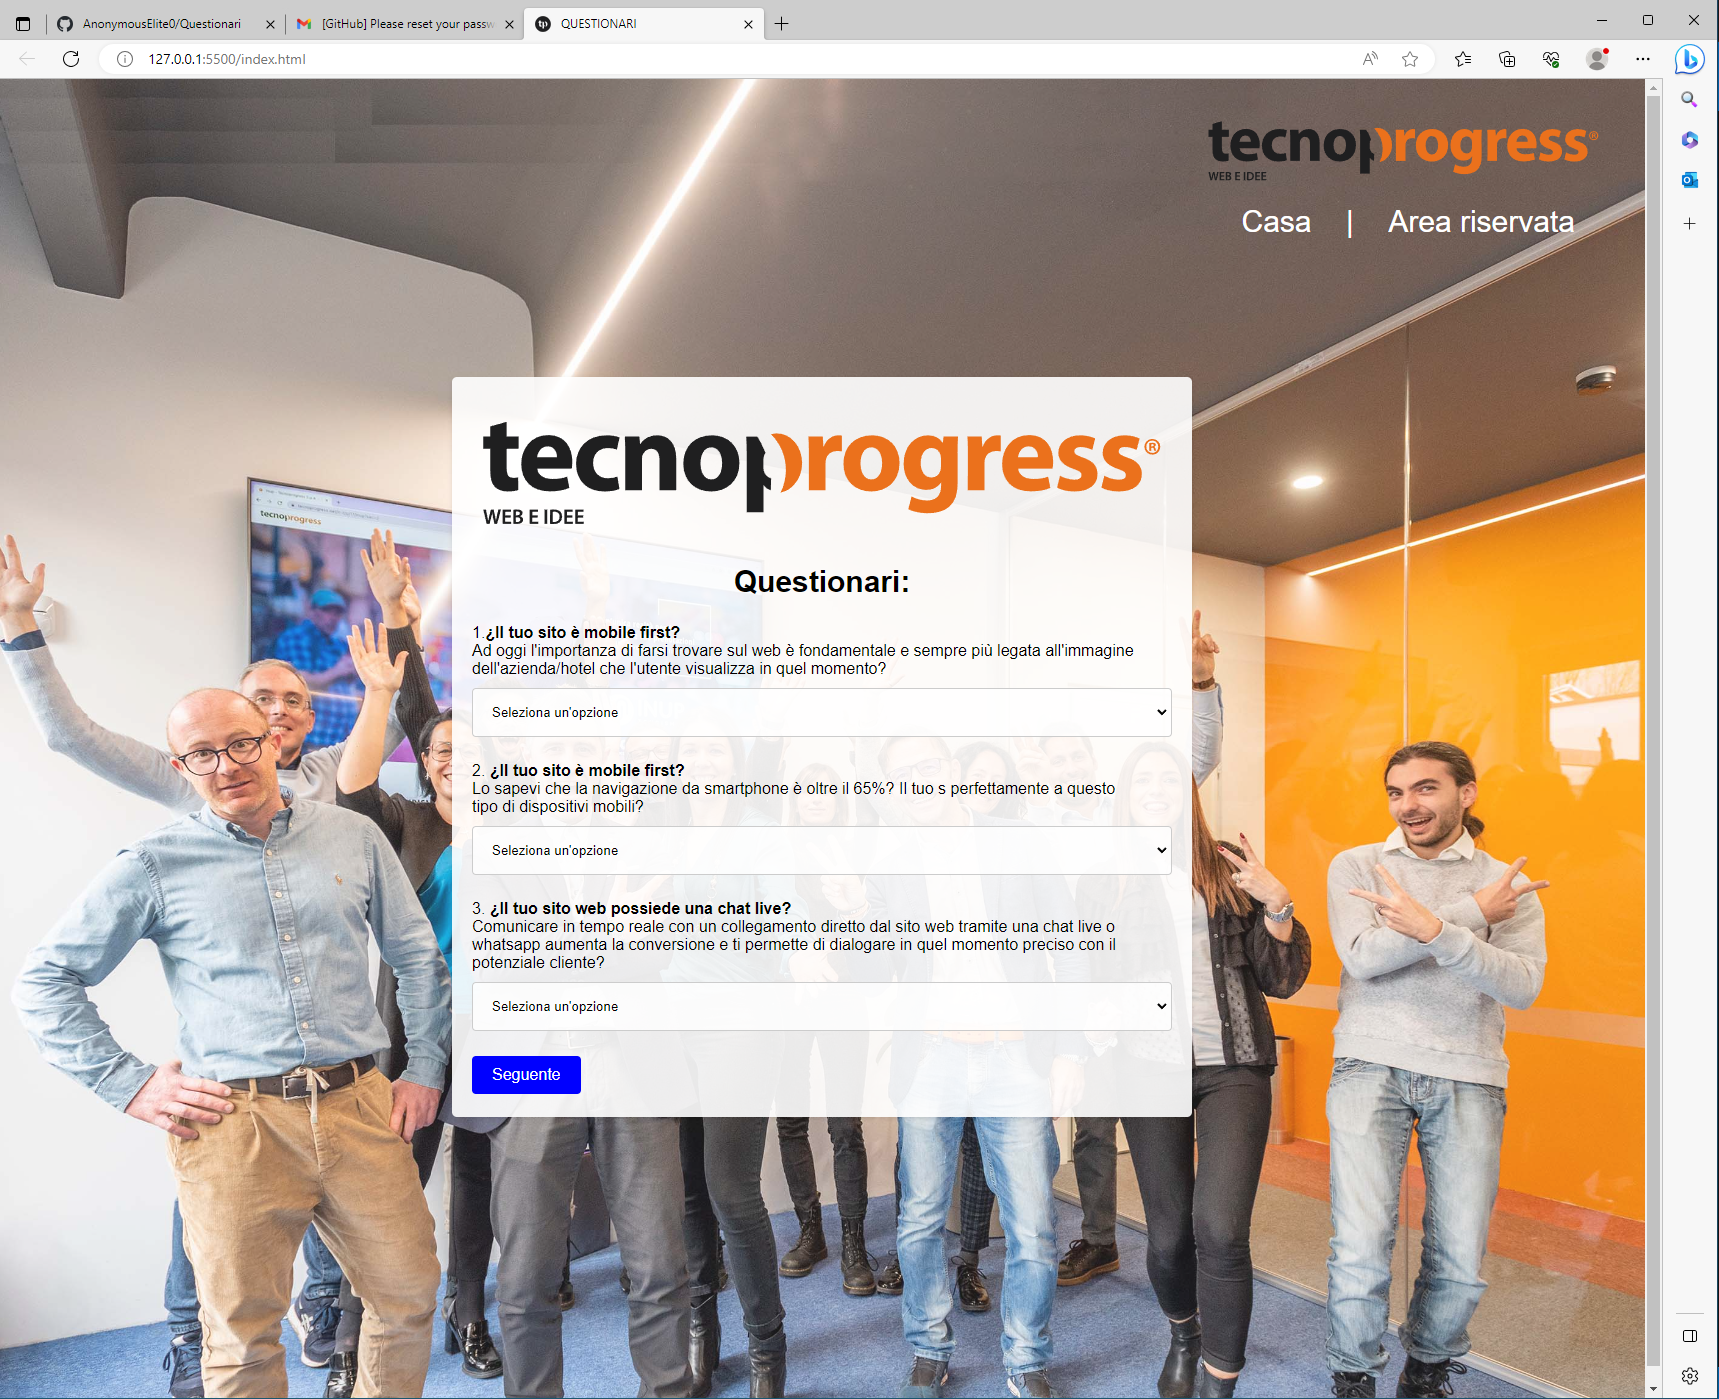 AnonymousElite0/Questionari
[GitHub] Please reset your passw
QUESTIONARI
127.0.0.1:5500/index.html
tecnoprogress®
WEB E IDEE
Casa | Area riservata
tecnoprogress
tecnoprogress®
WEB E IDEE
Questionari:
1.¿Il tuo sito è mobile first?
Ad oggi l'importanza di farsi trovare sul web è fondamentale e sempre più legata all'immagine
dell'azienda/hotel che l'utente visualizza in quel momento?
Seleziona un'opzione
2. ¿Il tuo sito è mobile first?
Lo sapevi che la navigazione da smartphone è oltre il 65%? Il tuo s perfettamente a questo
tipo di dispositivi mobili?
Seleziona un'opzione
3. ¿Il tuo sito web possiede una chat live?
Comunicare in tempo reale con un collegamento diretto dal sito web tramite una chat live o
whatsapp aumenta la conversione e ti permette di dialogare in quel momento preciso con il
potenziale cliente?
Seleziona un'opzione
Seguente